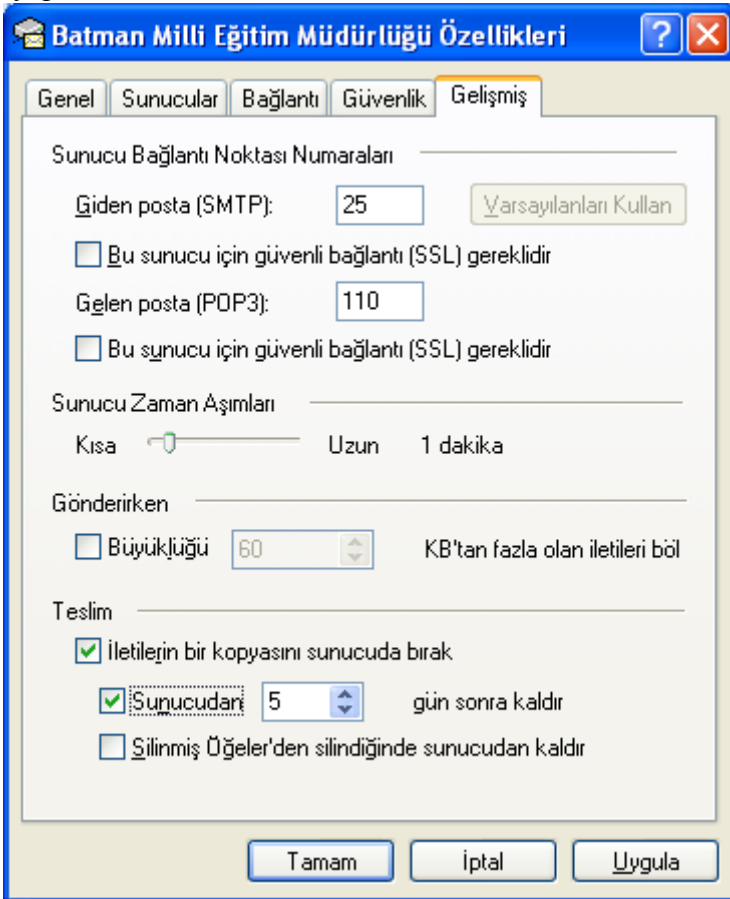 Batman Milli Eğitim Müdürlüğü Özellikleri
Genel Sunucular Bağlantı Güvenlik Gelişmiş
Sunucu Bağlantı Noktası Numaraları
Giden posta (SMTP): 25 Varsayılanları Kullan
Bu sunucu için güvenli bağlantı (SSL) gereklidir
Gelen posta (POP3): 110
Bu sunucu için güvenli bağlantı (SSL) gereklidir
Sunucu Zaman Aşımları
Kısa Uzun 1 dakika
Gönderirken
Büyüklüğü 60 KB'tan fazla olan iletileri böl
Teslim
İletilerin bir kopyasını sunucuda bırak
Sunucudan 5 gün sonra kaldır
Silinmiş Öğeler'den silindiğinde sunucudan kaldır
Tamam İptal Uygula